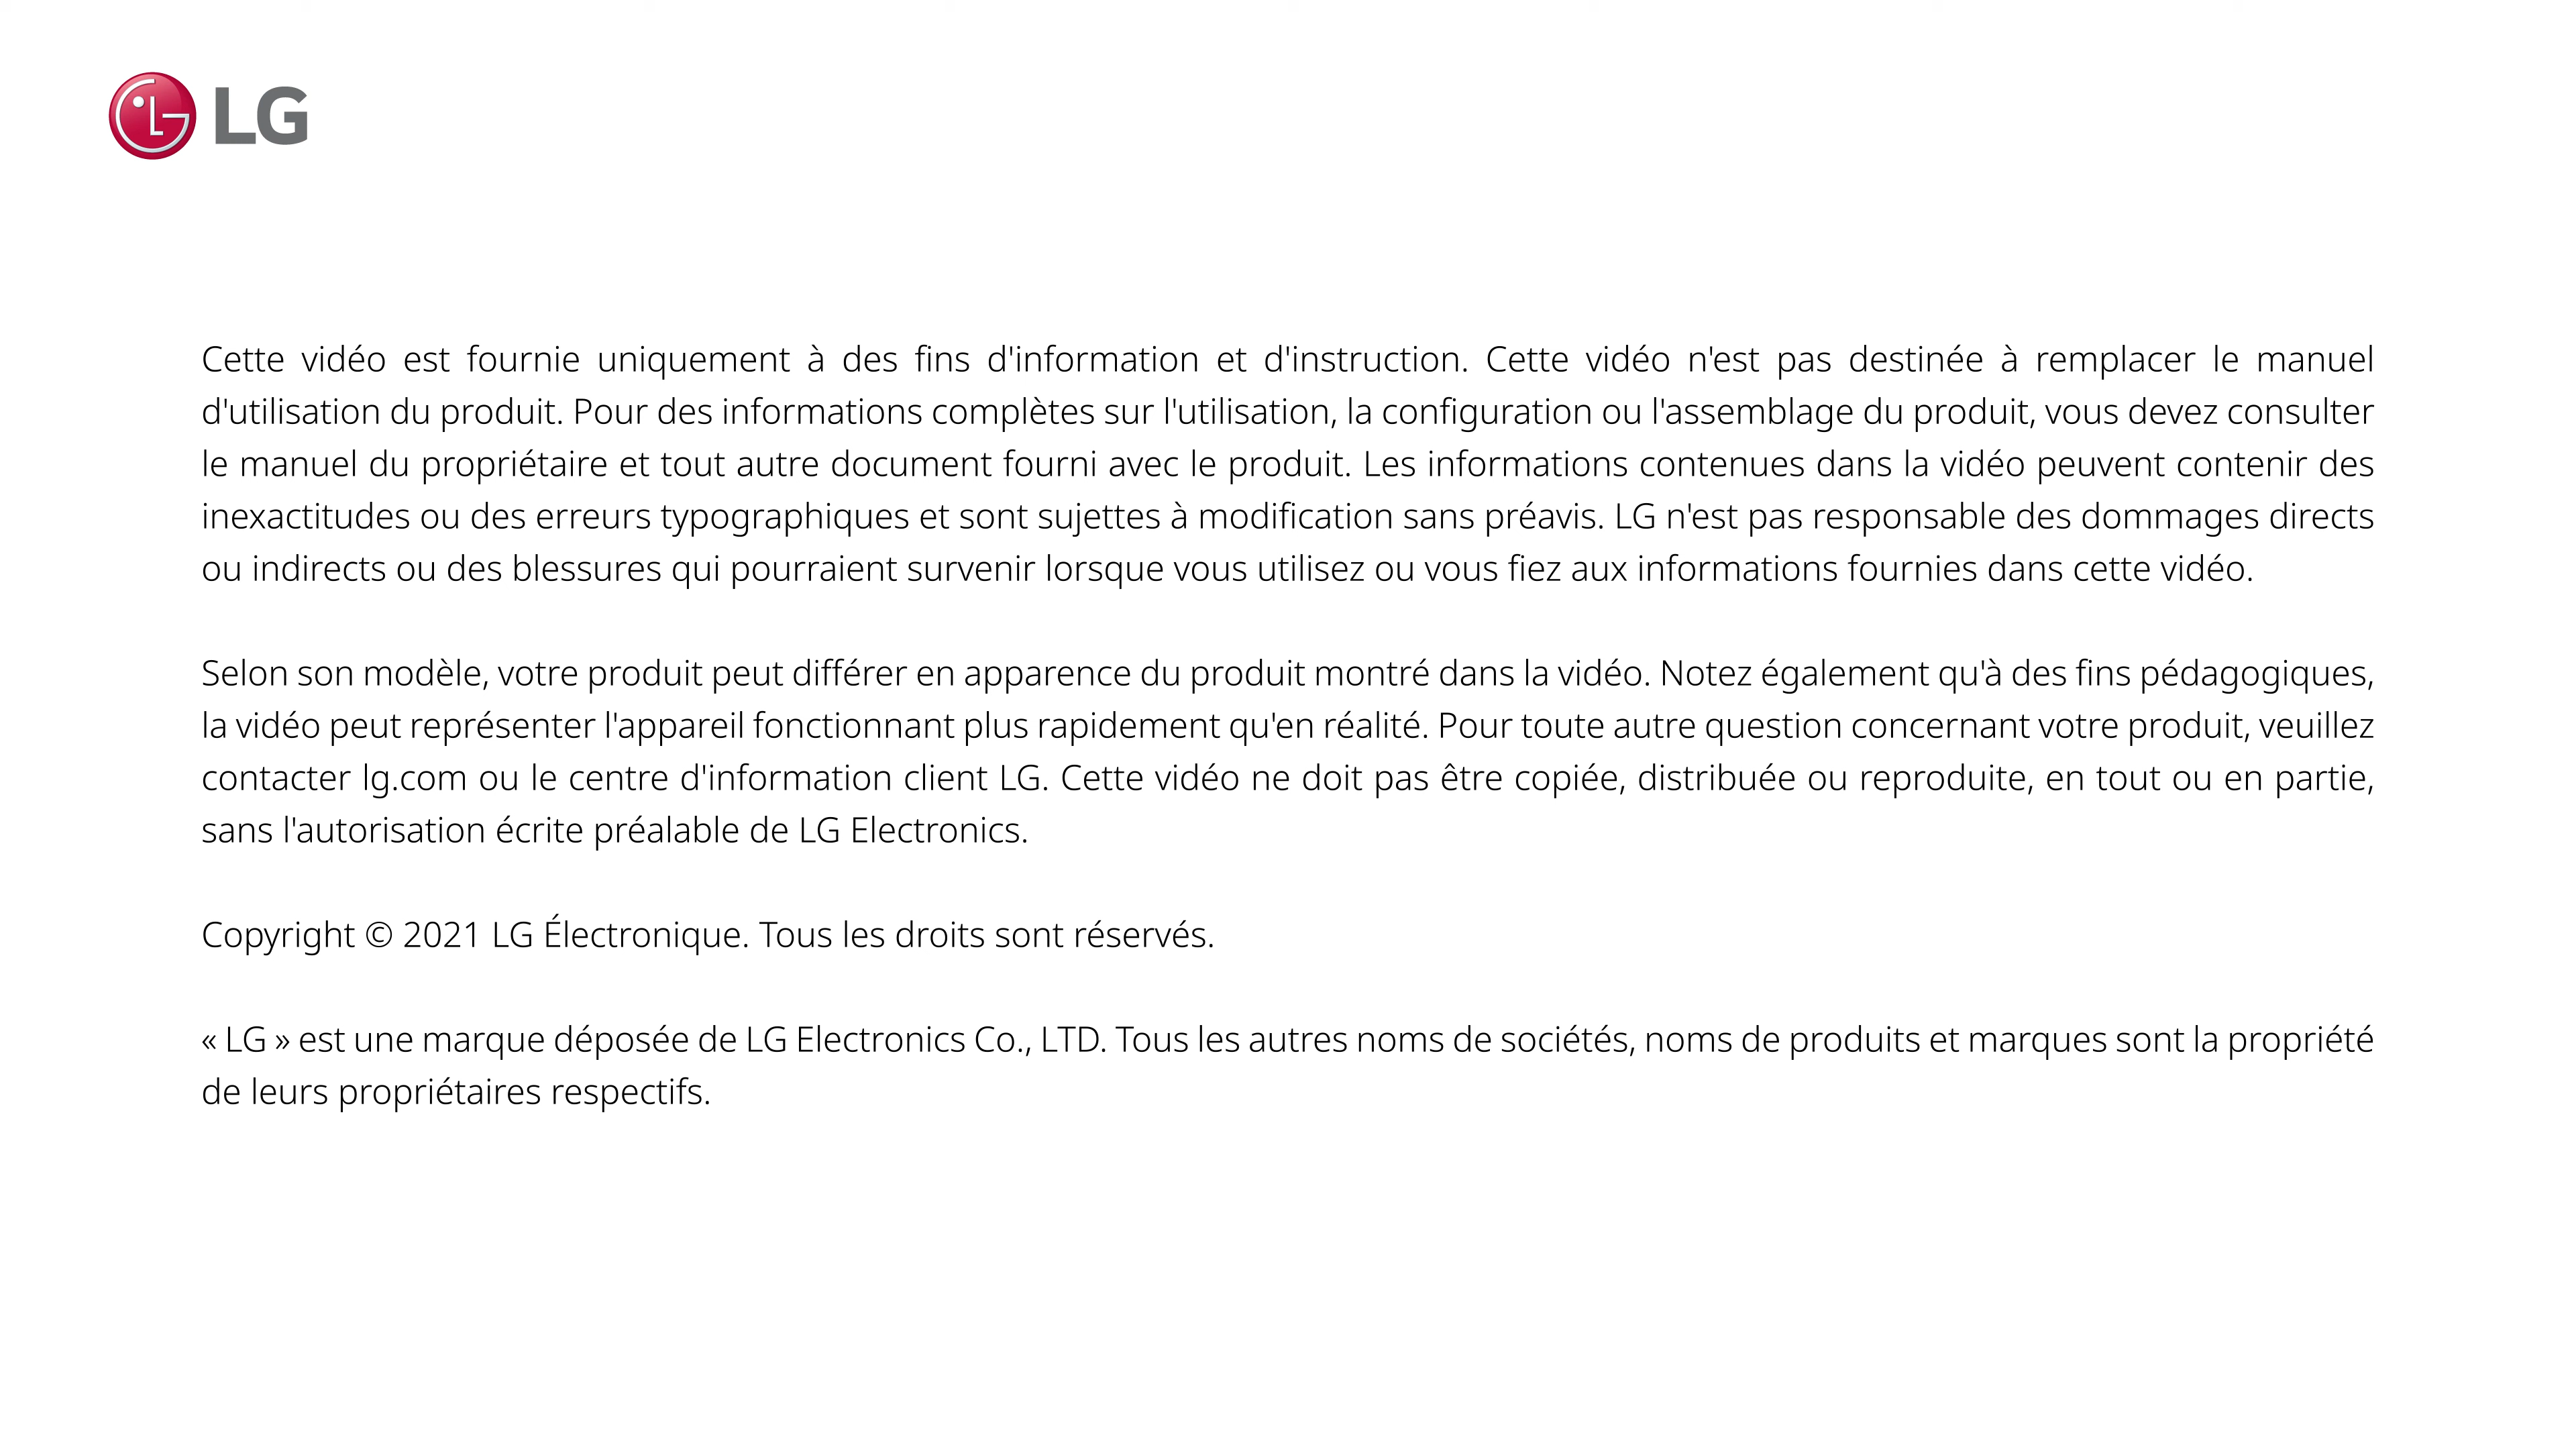 LG
Cette vidéo est fournie uniquement à des fins d'information et d'instruction. Cette vidéo n'est pas destinée à remplacer le manuel
d'utilisation du produit. Pour des informations complètes sur l'utilisation, la configuration ou l'assemblage du produit, vous devez consulter
le manuel du propriétaire et tout autre document fourni avec le produit. Les informations contenues dans la vidéo peuvent contenir des
inexactitudes ou des erreurs typographiques et sont sujettes à modification sans préavis. LG n'est pas responsable des dommages directs
ou indirects ou des blessures qui pourraient survenir lorsque vous utilisez ou vous fiez aux informations fournies dans cette vidéo.
Selon son modèle, votre produit peut différer en apparence du produit montré dans la vidéo. Notez également qu'à des fins pédagogiques,
la vidéo peut représenter l'appareil fonctionnant plus rapidement qu'en réalité. Pour toute autre question concernant votre produit, veuillez
contacter lg.com ou le centre d'information client LG. Cette vidéo ne doit pas être copiée, distribuée ou reproduite, en tout ou en partie,
sans l'autorisation écrite préalable de LG Electronics.
Copyright © 2021 LG Électronique. Tous les droits sont réservés.
« LG » est une marque déposée de LG Electronics Co., LTD. Tous les autres noms de sociétés, noms de produits et marques sont la propriété
de leurs propriétaires respectifs.